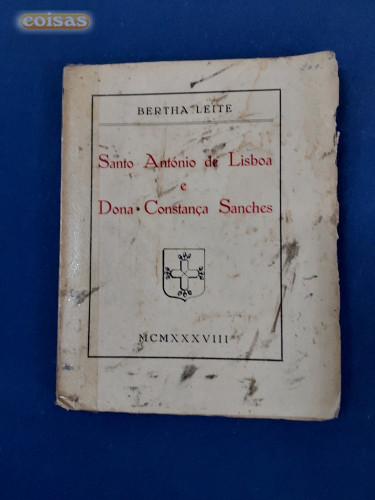 coisas
BERTHA LEITE
Santo António de Lisboa
e
Dona Constança Sanches
MCMXXXVIII